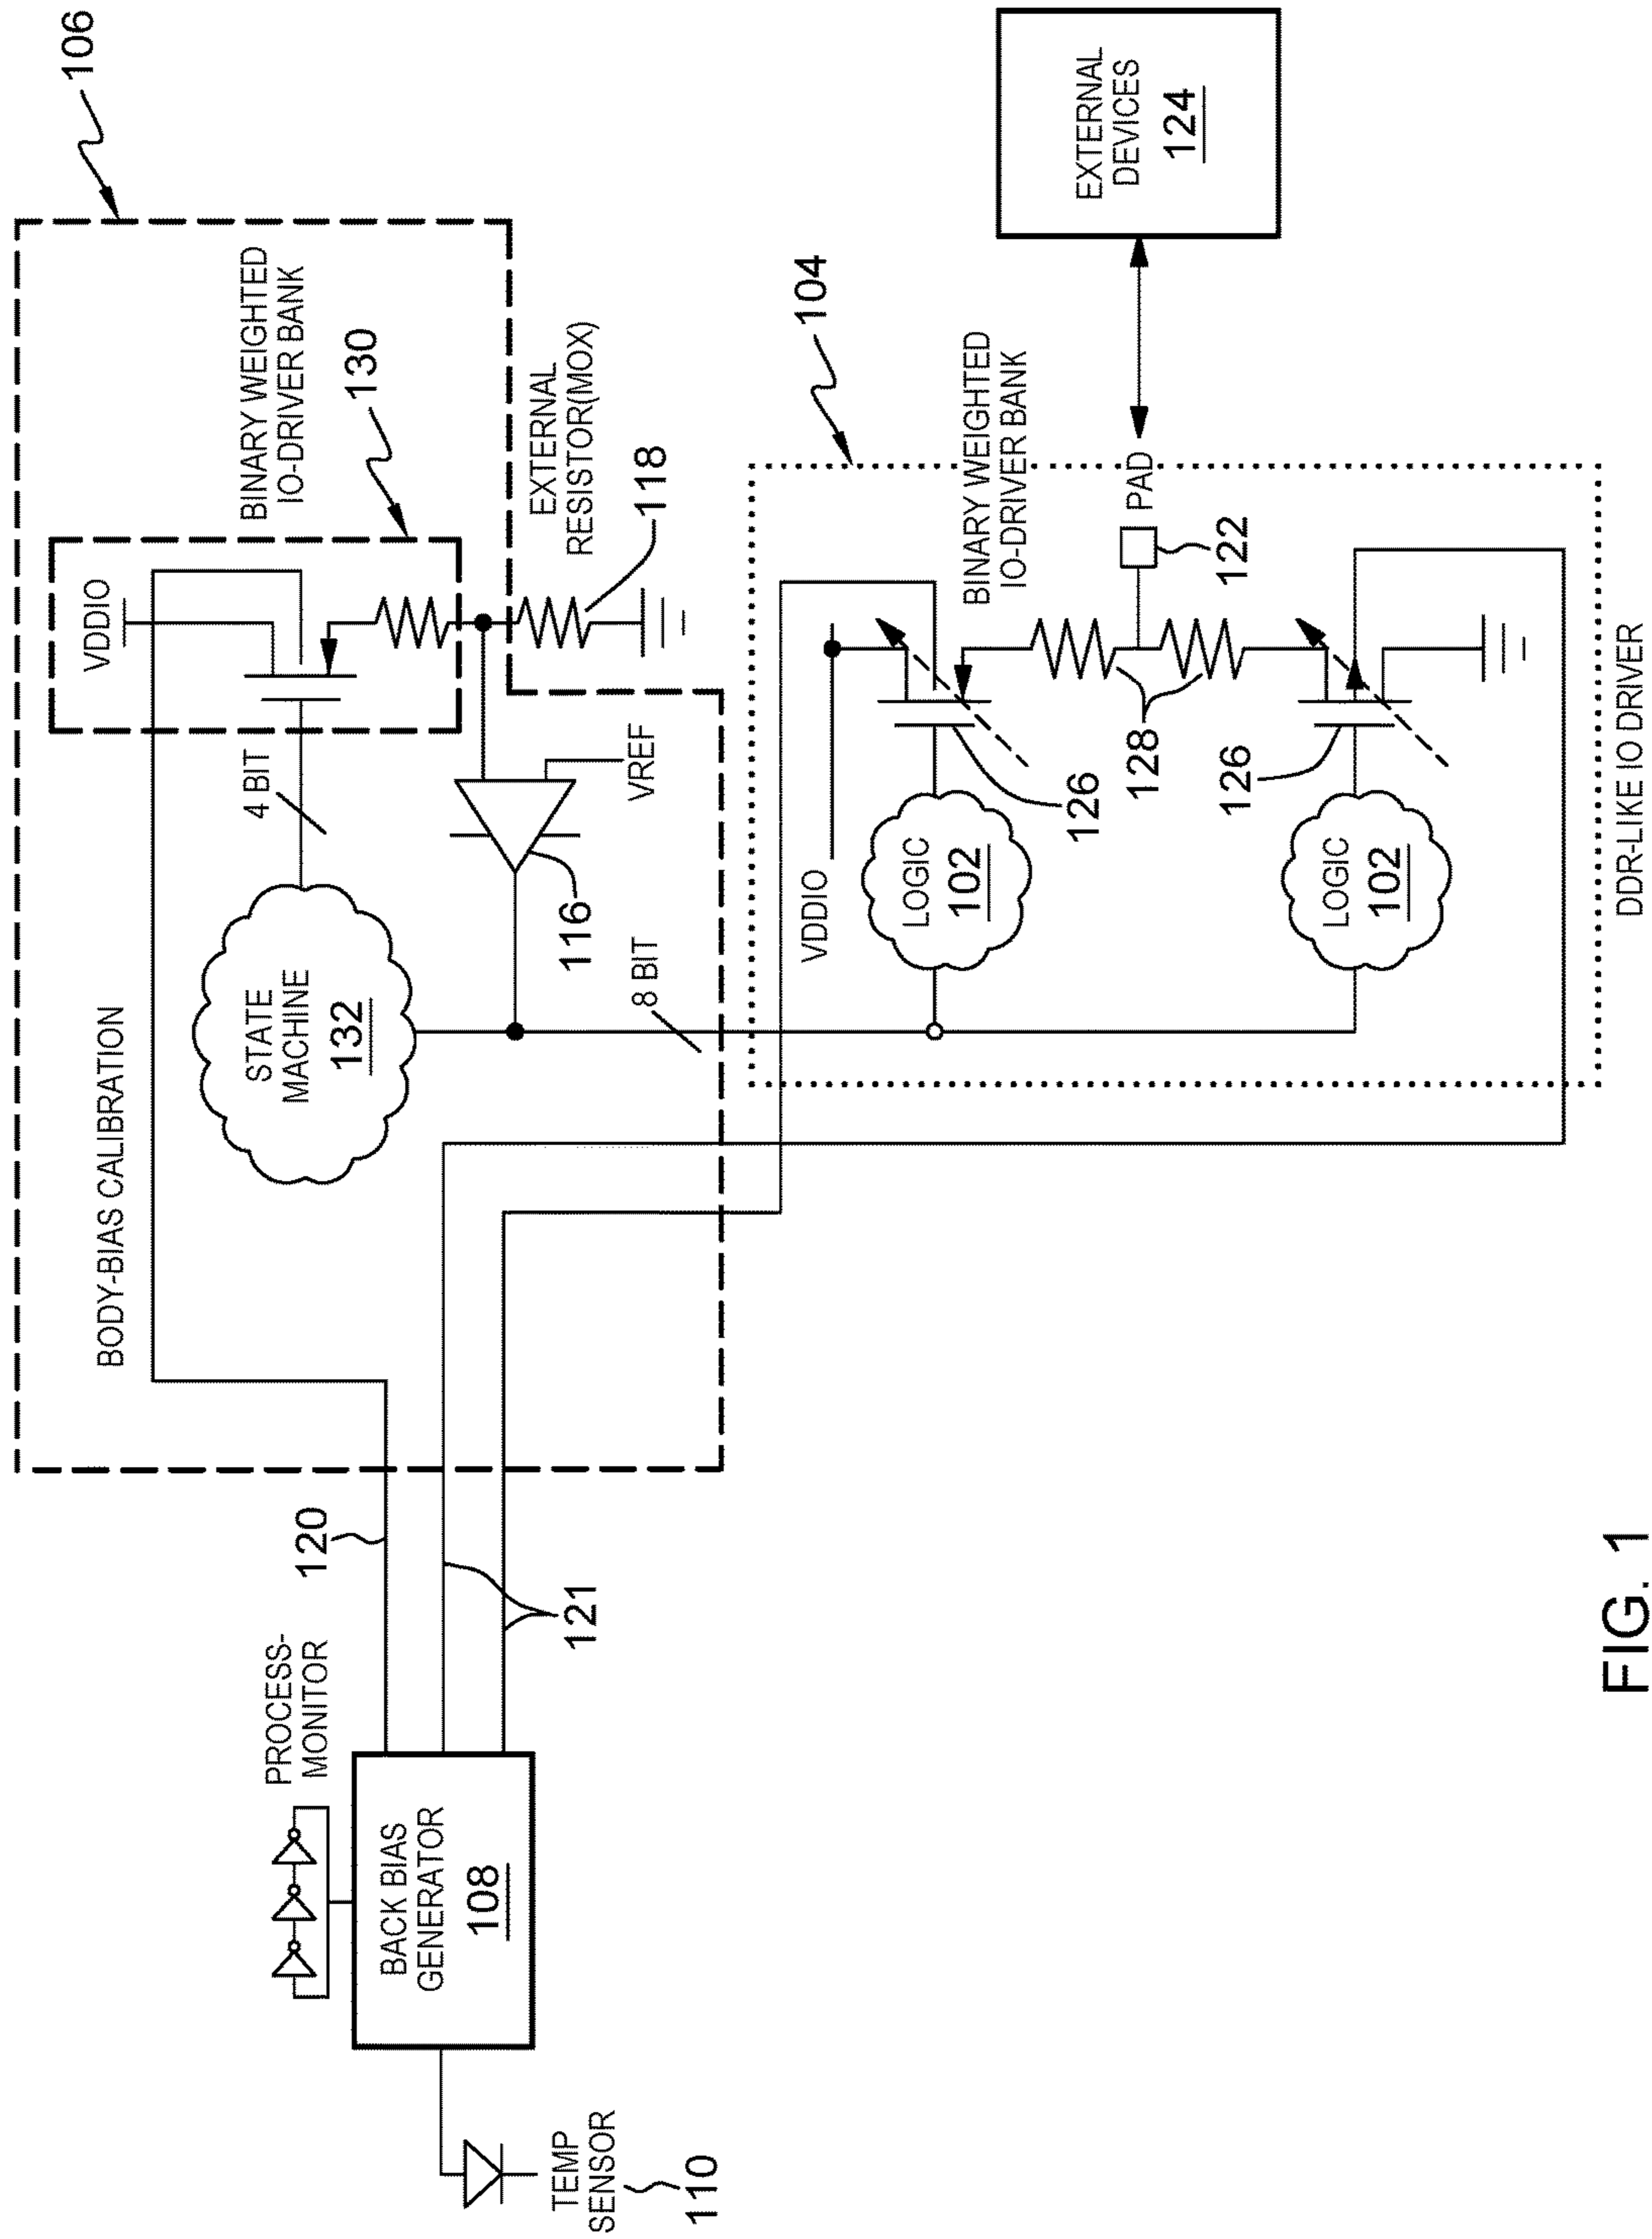 106
BODY-BIAS CALIBRATION
VDDIO
BINARY WEIGHTED
IO-DRIVER BANK
130
4 BIT
STATE
MACHINE
132
EXTERNAL
RESISTOR(MOX)
118
VREF
116
8 BIT
120
121
PROCESS-
MONITOR
BACK BIAS
GENERATOR
108
TEMP
SENSOR
110
104
BINARY WEIGHTED
IO-DRIVER BANK
VDDIO
LOGIC
102
126
128
122
PAD
EXTERNAL
DEVICES
124
LOGIC
102
126
DDR-LIKE IO DRIVER
FIG. 1